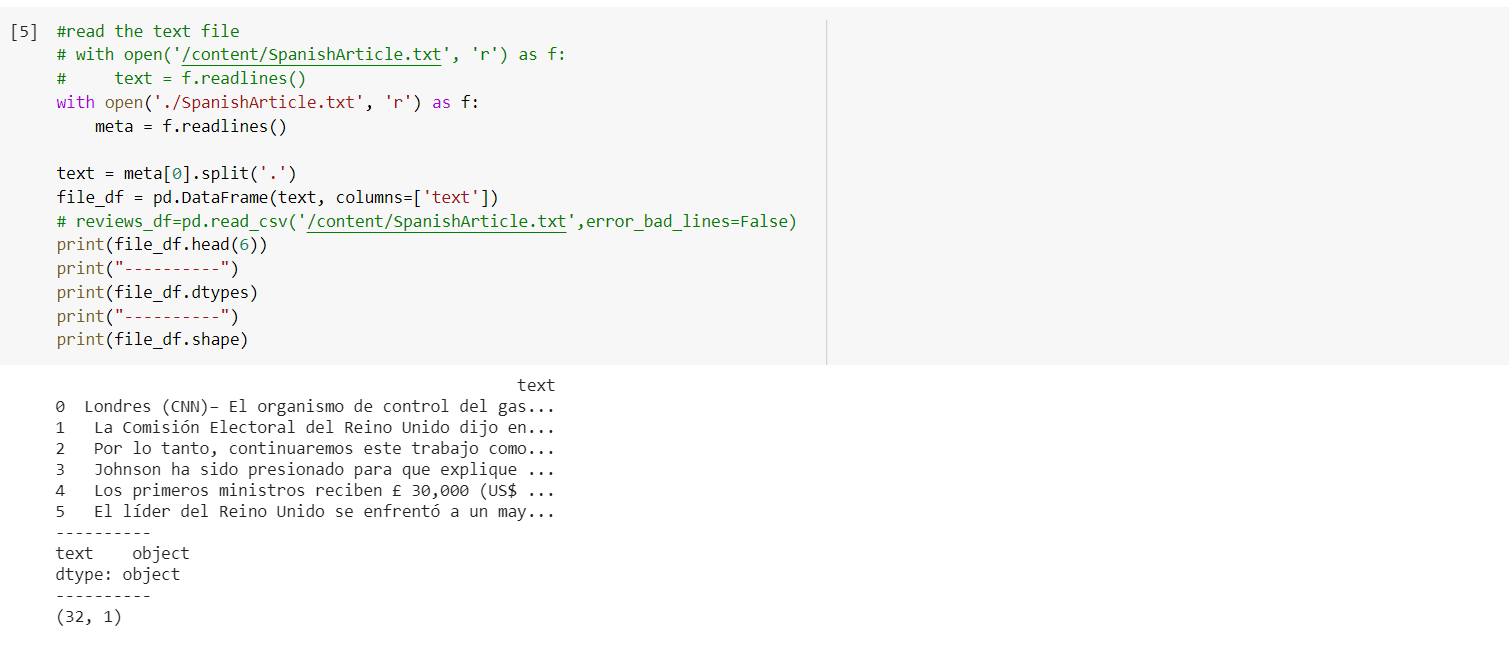 [5] #read the text file
# with open('/content/SpanishArticle.txt', 'r') as f:
#     text = f.readlines()
with open('./SpanishArticle.txt', 'r') as f:
    meta = f.readlines()

text = meta[0].split('.')
file_df = pd.DataFrame(text, columns=['text'])
# reviews_df=pd.read_csv('/content/SpanishArticle.txt',error_bad_lines=False)
print(file_df.head(6))
print("----------")
print(file_df.dtypes)
print("----------")
print(file_df.shape)
text
0  Londres (CNN)– El organismo de control del gas...
1   La Comisión Electoral del Reino Unido dijo en...
2   Por lo tanto, continuaremos este trabajo como...
3   Johnson ha sido presionado para que explique ...
4   Los primeros ministros reciben £ 30,000 (US$ ...
5   El líder del Reino Unido se enfrentó a un may...
----------
text    object
dtype: object
----------
(32, 1)